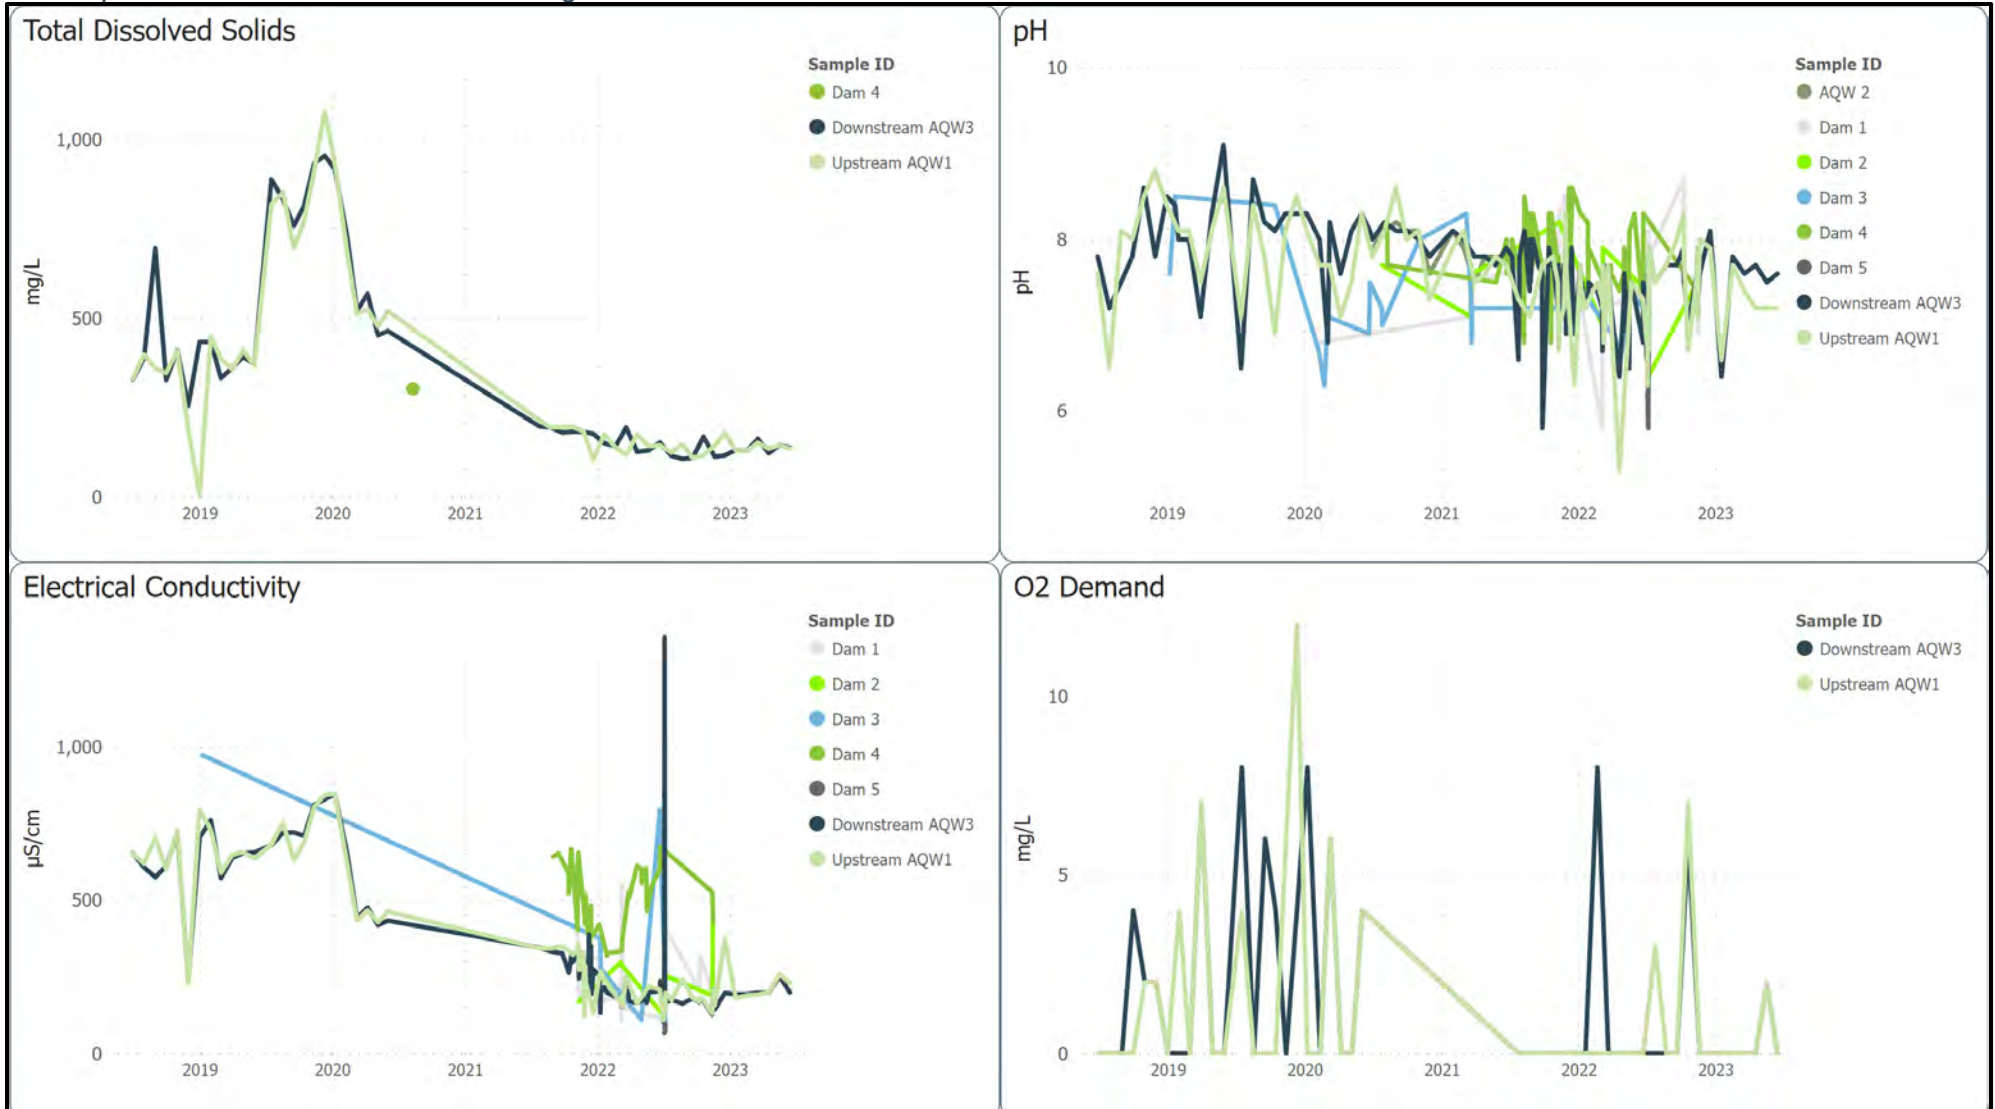 Total Dissolved Solids
Sample ID
Dam 4
Downstream AQW3
Upstream AQW1
mg/L
1,000
500
0
2019
2020
2021
2022
2023
pH
Sample ID
AQW 2
Dam 1
Dam 2
Dam 3
Dam 4
Dam 5
Downstream AQW3
Upstream AQW1
pH
10
8
6
2019
2020
2021
2022
2023
Electrical Conductivity
Sample ID
Dam 1
Dam 2
Dam 3
Dam 4
Dam 5
Downstream AQW3
Upstream AQW1
µS/cm
1,000
500
0
2019
2020
2021
2022
2023
O2 Demand
Sample ID
Downstream AQW3
Upstream AQW1
mg/L
10
5
0
2019
2020
2021
2022
2023